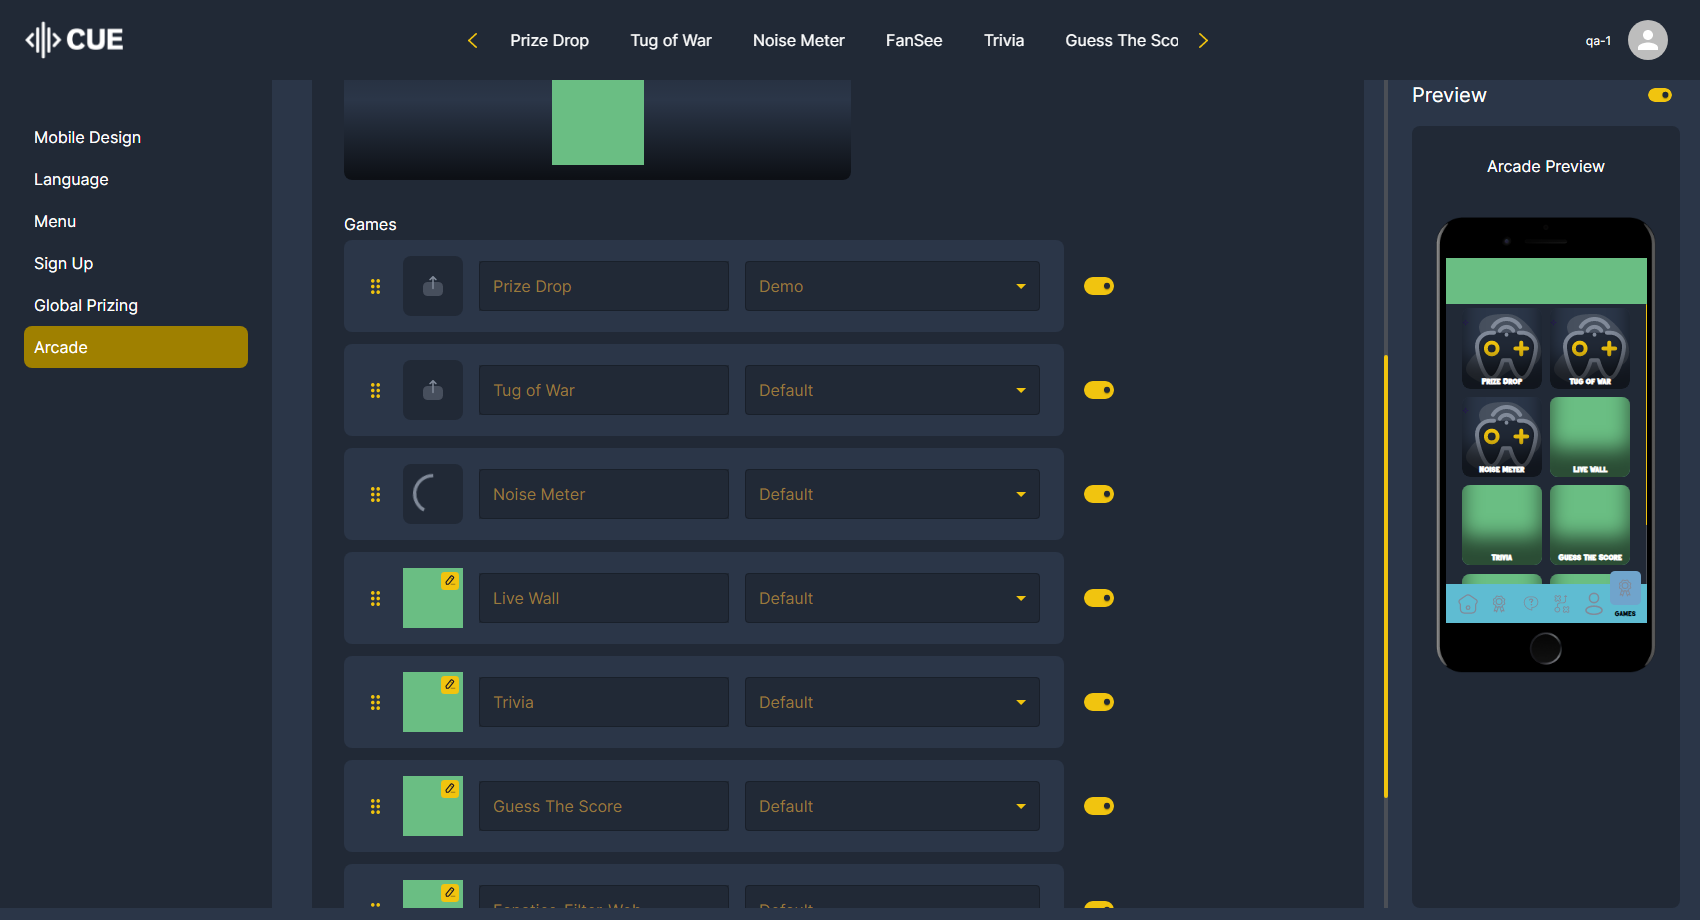 CUE
Prize Drop
Tug of War
Noise Meter
FanSee
Trivia
Guess The Sco
qa-1
Mobile Design
Language
Menu
Sign Up
Global Prizing
Arcade
Games
Prize Drop
Demo
Tug of War
Default
Noise Meter
Default
Live Wall
Default
Trivia
Default
Guess The Score
Default
Preview
Arcade Preview
Prize Drop
Tug of War
Noise Meter
Live Wall
Trivia
Guess The Score
Games